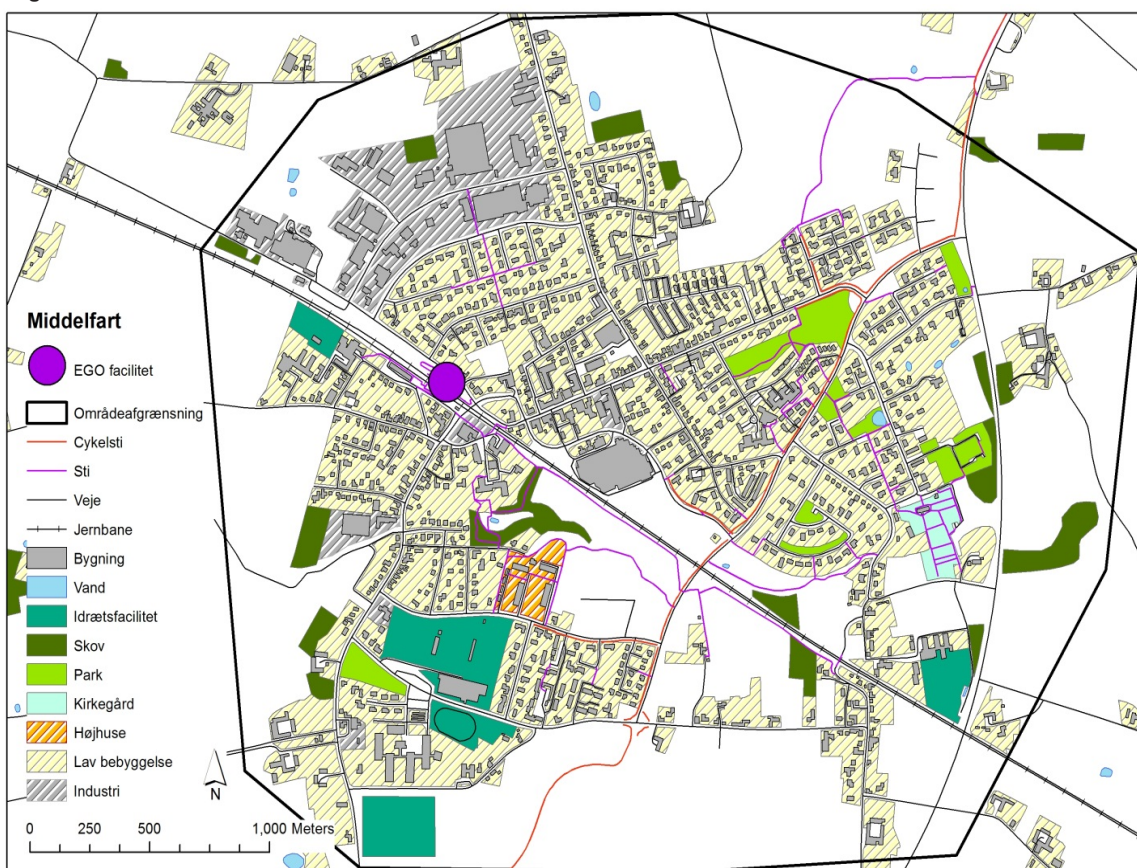 Middelfart
EGO facilitet
Områdeafgrænsning
Cykelsti
Sti
Veje
Jernbane
Bygning
Vand
Idrætsfacilitet
Skov
Park
Kirkegård
Højhuse
Lav bebyggelse
Industri
N
0 250 500 1,000 Meters